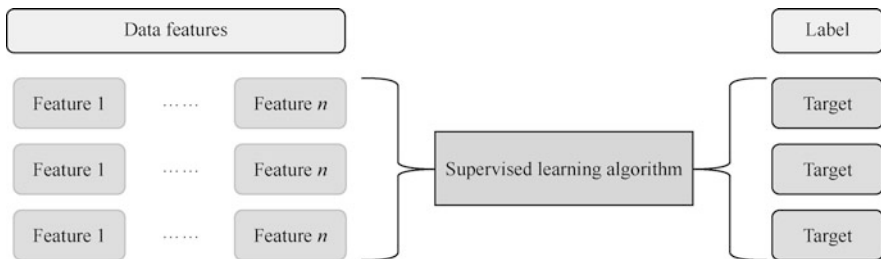 Data features Label
Feature 1 …… Feature n Target
Supervised learning algorithm
Feature 1 …… Feature n Target
Feature 1 …… Feature n Target